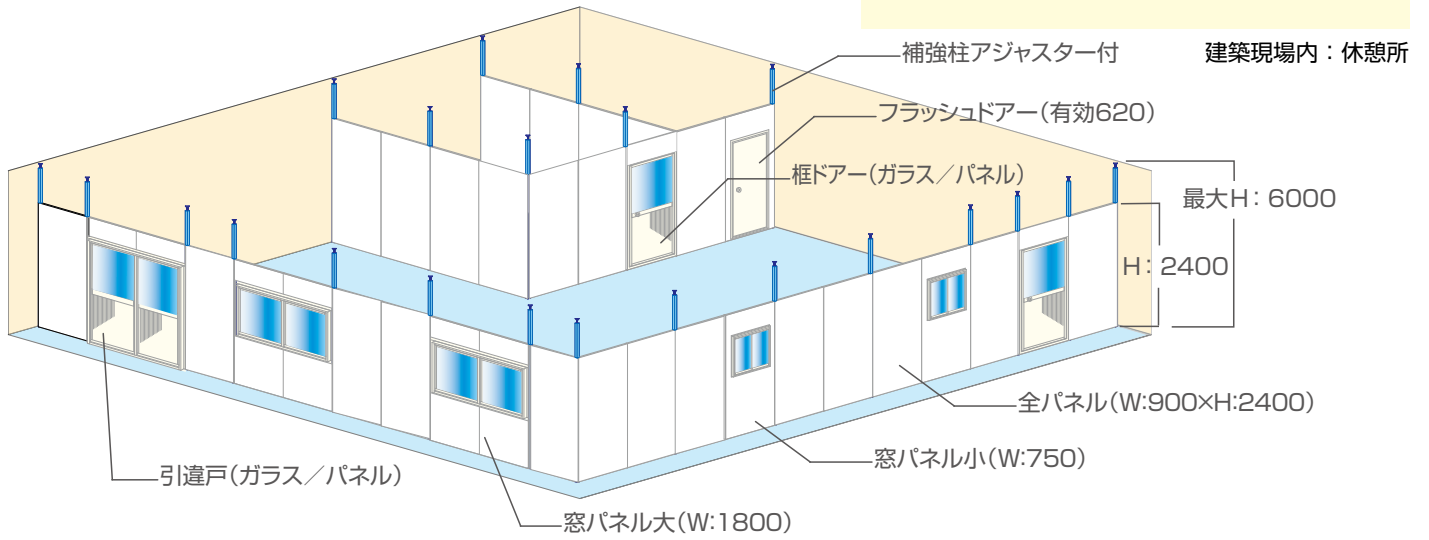 補強柱アジャスター付
建築現場内：休憩所
フラッシュドアー(有効620)
框ドアー(ガラス／パネル)
最大H：6000
H：2400
全パネル(W:900×H:2400)
窓パネル小(W:750)
引違戸(ガラス／パネル)
窓パネル大(W:1800)